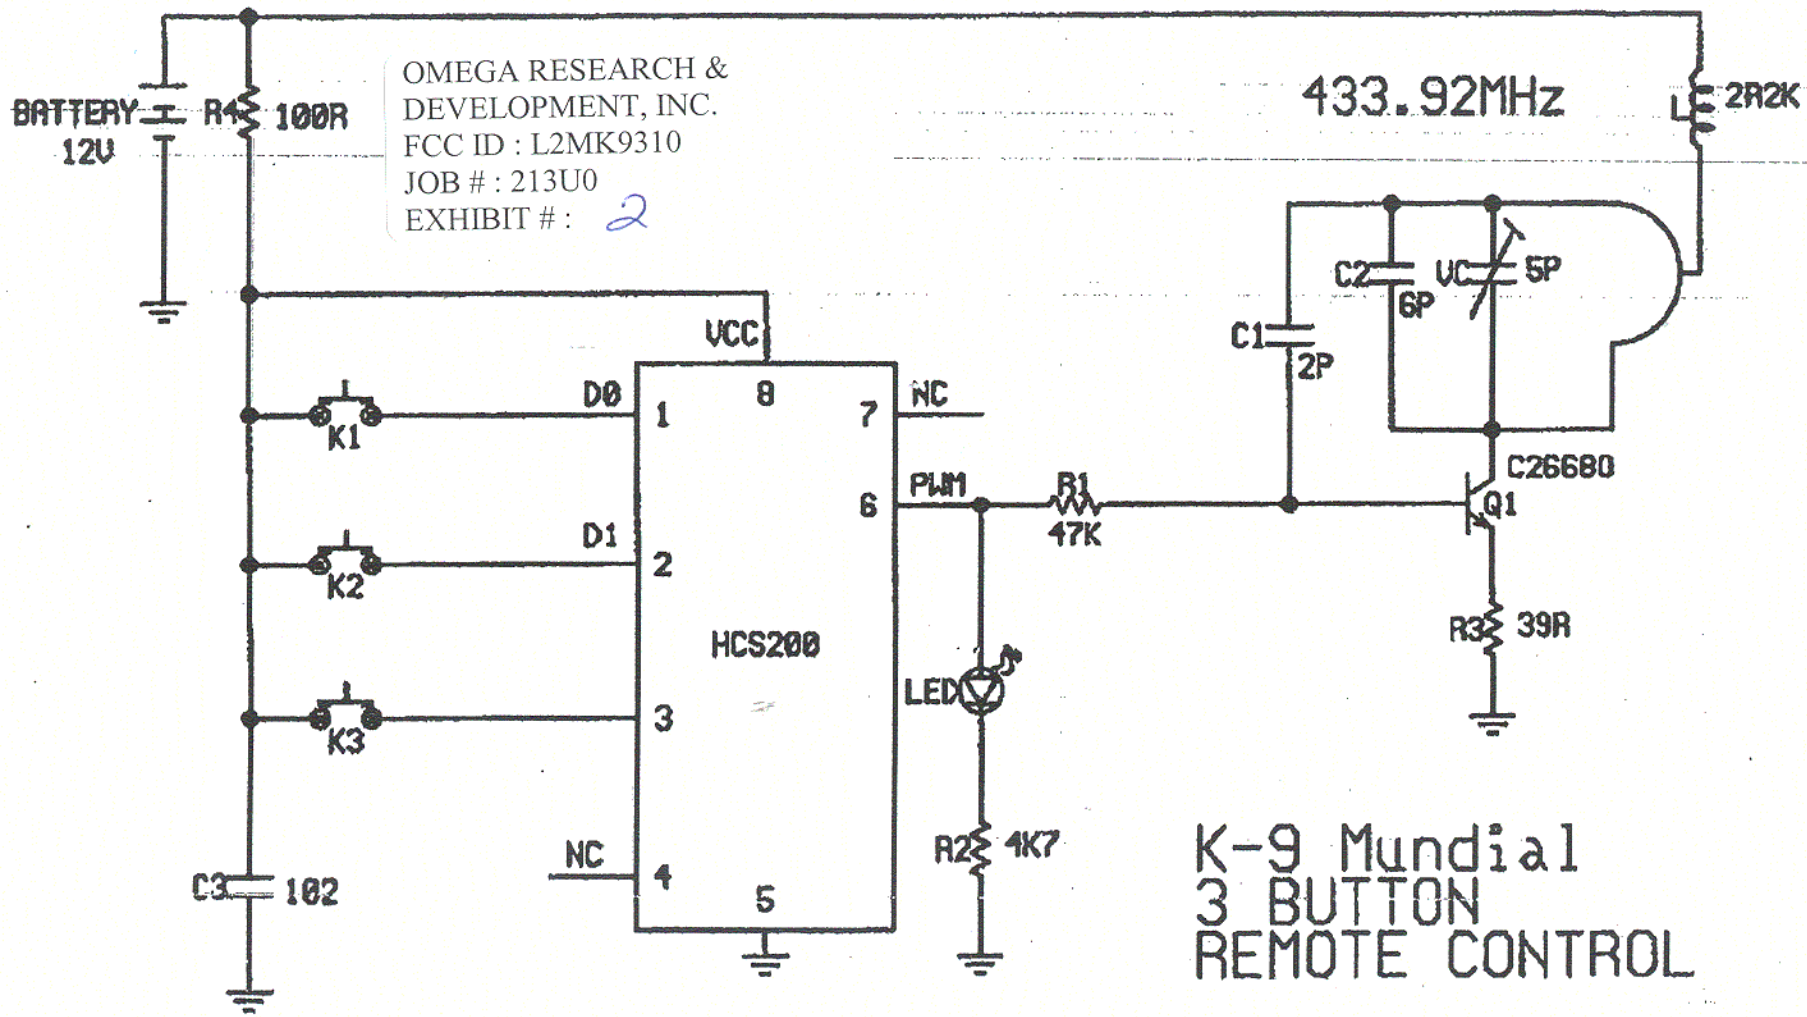 OMEGA RESEARCH &
DEVELOPMENT, INC.
FCC ID : L2MK9310
JOB # : 213U0
EXHIBIT # : 2
433.92MHz
BATTERY
12V
R4
100R
L
2R2K
C2
6P
VC
5P
C1
2P
VCC
8
D0
1
K1
7
NC
D1
2
K2
PWM
6
R1
47K
C26680
Q1
HCS200
3
K3
LED
R3
39R
NC
4
5
R2
4K7
C3
102
K-9 Mundial
3 BUTTON
REMOTE CONTROL